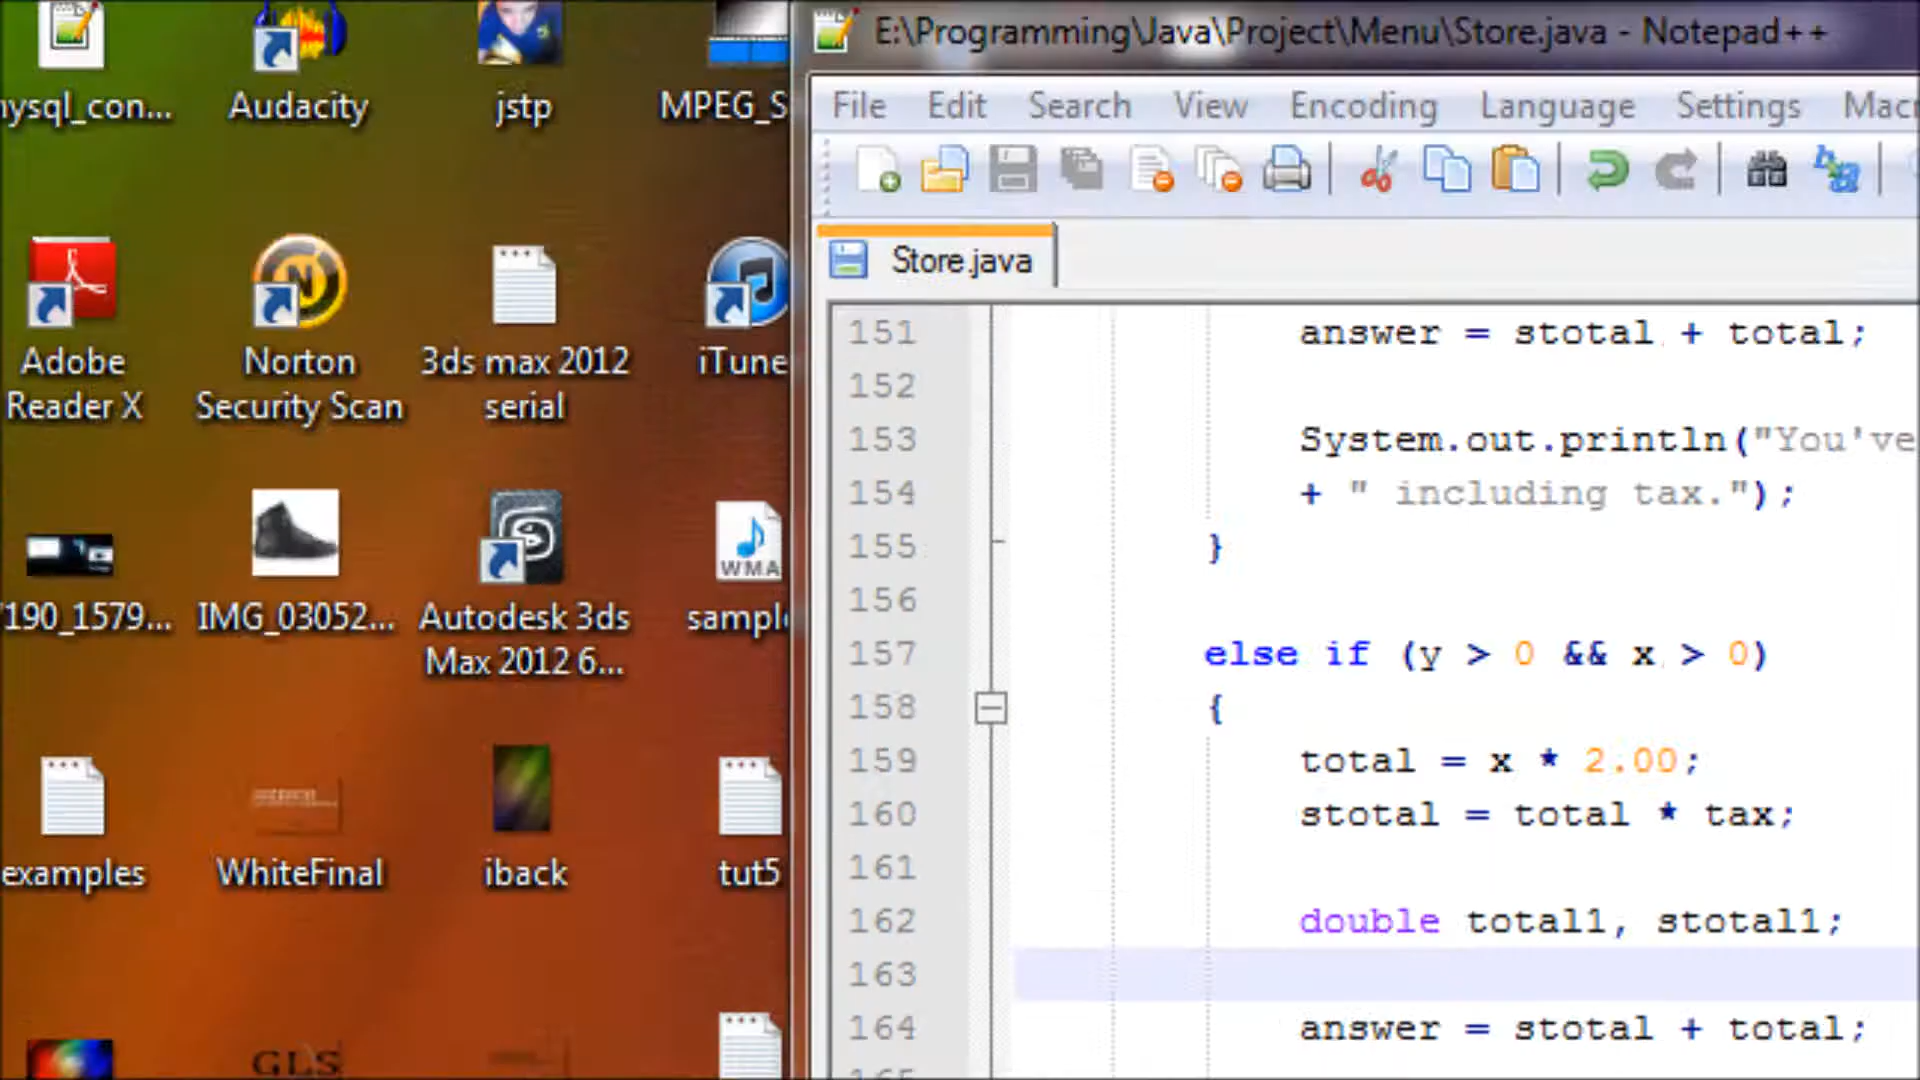 ysql_con...
Audacity
jstp
MPEG_S
Adobe
Reader X
Norton
Security Scan
3ds max 2012
serial
iTune
190_1579...
IMG_03052...
Autodesk 3ds
Max 2012 6...
WMA
sample
examples
WhiteFinal
iback
tut5
GLS
E:\Programming\Java\Project\Menu\Store.java - Notepad++
File Edit Search View Encoding Language Settings Mac
Store.java
151 answer = stotal + total;
152
153 System.out.println("You've
154 + " including tax.");
155 }
156
157 else if (y > 0 && x > 0)
158 {
159 total = x * 2.00;
160 stotal = total * tax;
161
162 double total1, stotal1;
163
164 answer = stotal + total;
165